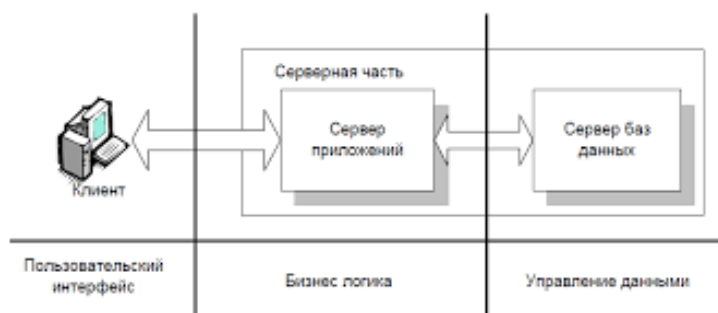 Серверная часть
Сервер
приложений
Сервер баз
данных
Клиент
Пользовательский
интерфейс
Бизнес логика
Управление данными